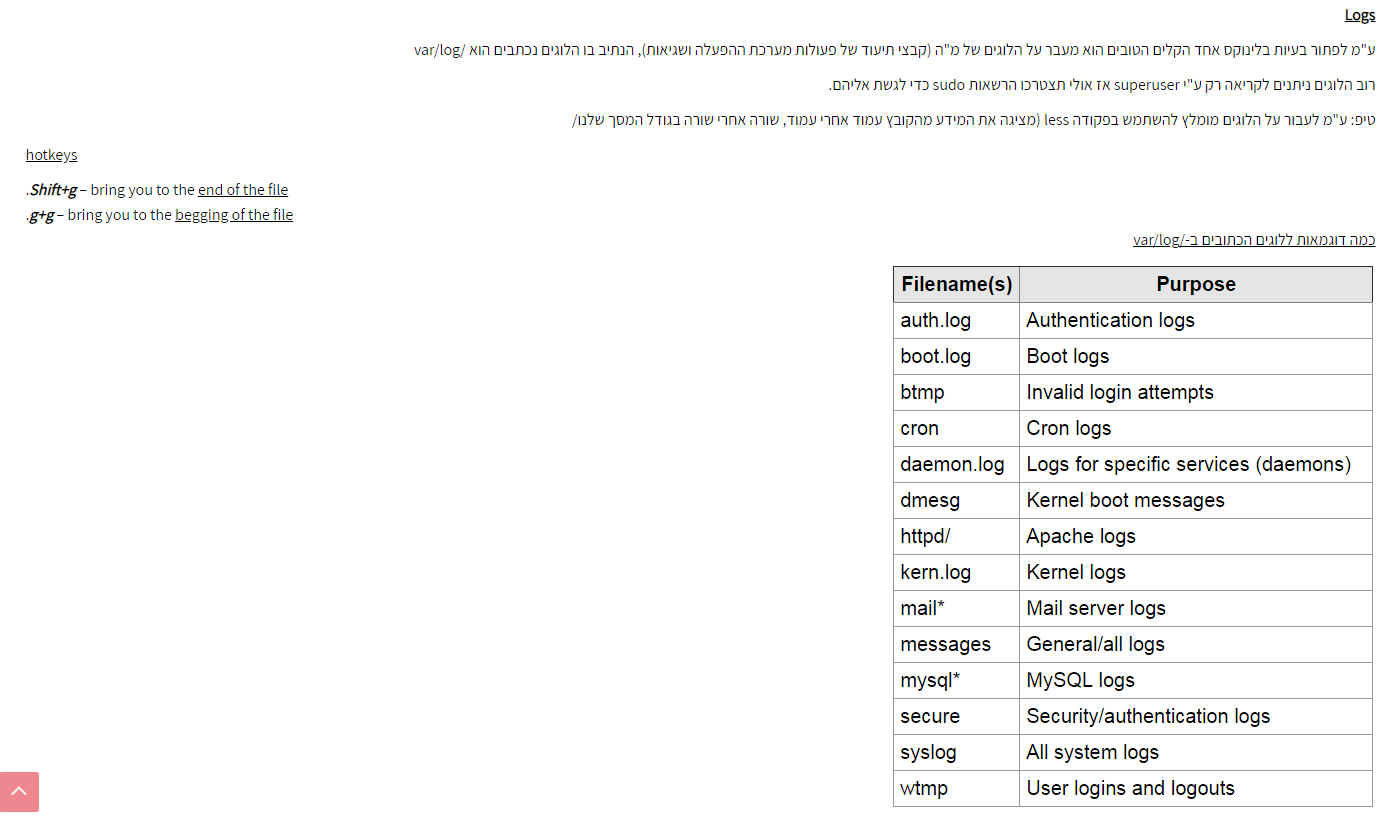 Logs
ע"מ לפתור בעיות בלינוקס אחד הקלים הטובים הוא מעבר על הלוגים של מ"ה (קבצי תיעוד של פעולות מערכת ההפעלה ושגיאות), הנתיב בו הלוגים נכתבים הוא /var/log/
רוב הלוגים ניתנים לקריאה רק ע"י superuser אז אולי תצטרכו הרשאות sudo כדי לגשת אליהם.
טיפ: ע"מ לעבור על הלוגים מומלץ להשתמש בפקודה less (מציגה את המידע מהקובץ עמוד אחרי עמוד, שורה אחרי שורה בגודל המסך שלנו/
hotkeys
.Shift+g – bring you to the end of the file
.g+g – bring you to the begging of the file
כמה דוגמאות ללוגים הכתובים ב-/var/log/
Filename(s) Purpose
auth.log Authentication logs
boot.log Boot logs
btmp Invalid login attempts
cron Cron logs
daemon.log Logs for specific services (daemons)
dmesg Kernel boot messages
httpd/ Apache logs
kern.log Kernel logs
mail* Mail server logs
messages General/all logs
mysql* MySQL logs
secure Security/authentication logs
syslog All system logs
wtmp User logins and logouts